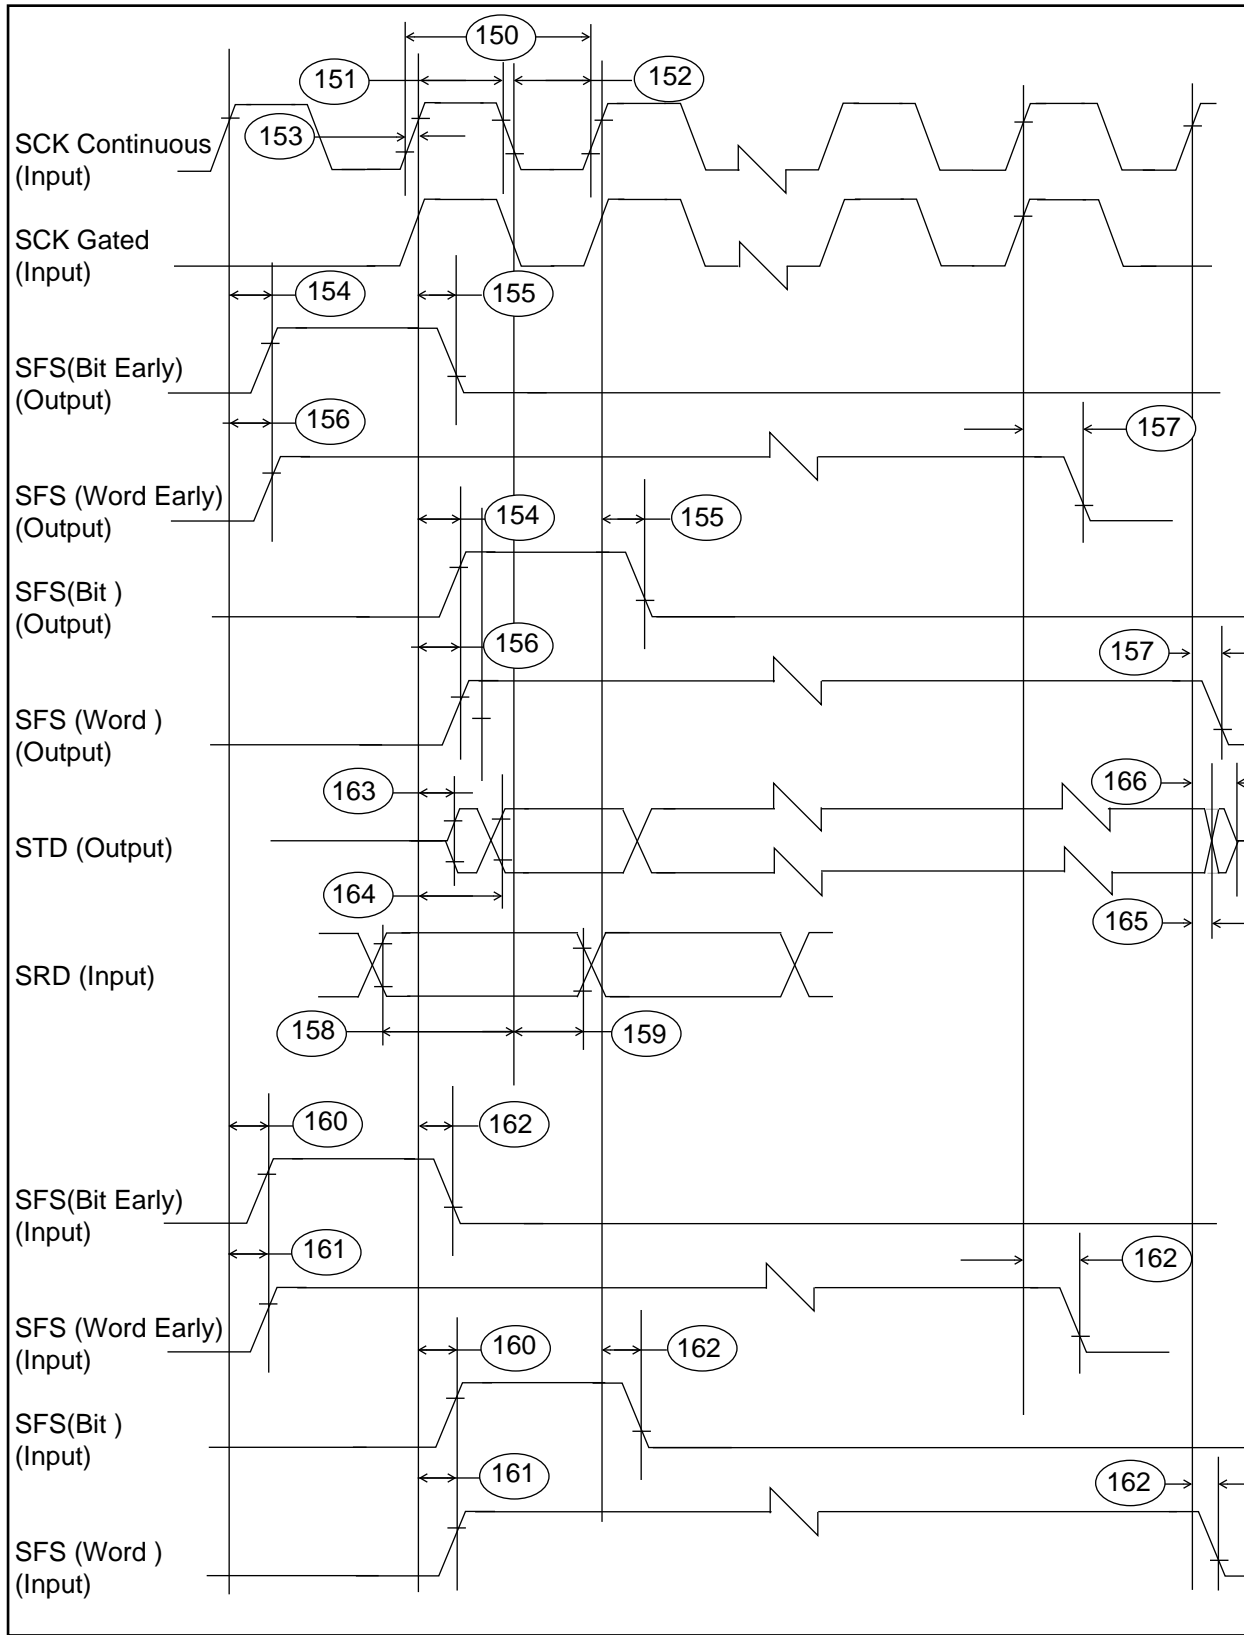 150
151
152
153
SCK Continuous
(Input)
SCK Gated
(Input)
154
155
SFS(Bit Early)
(Output)
156
157
SFS (Word Early)
(Output)
154
155
SFS(Bit )
(Output)
156
157
SFS (Word )
(Output)
163
166
STD (Output)
164
165
SRD (Input)
158
159
160
162
SFS(Bit Early)
(Input)
161
162
SFS (Word Early)
(Input)
160
162
SFS(Bit )
(Input)
161
162
SFS (Word )
(Input)